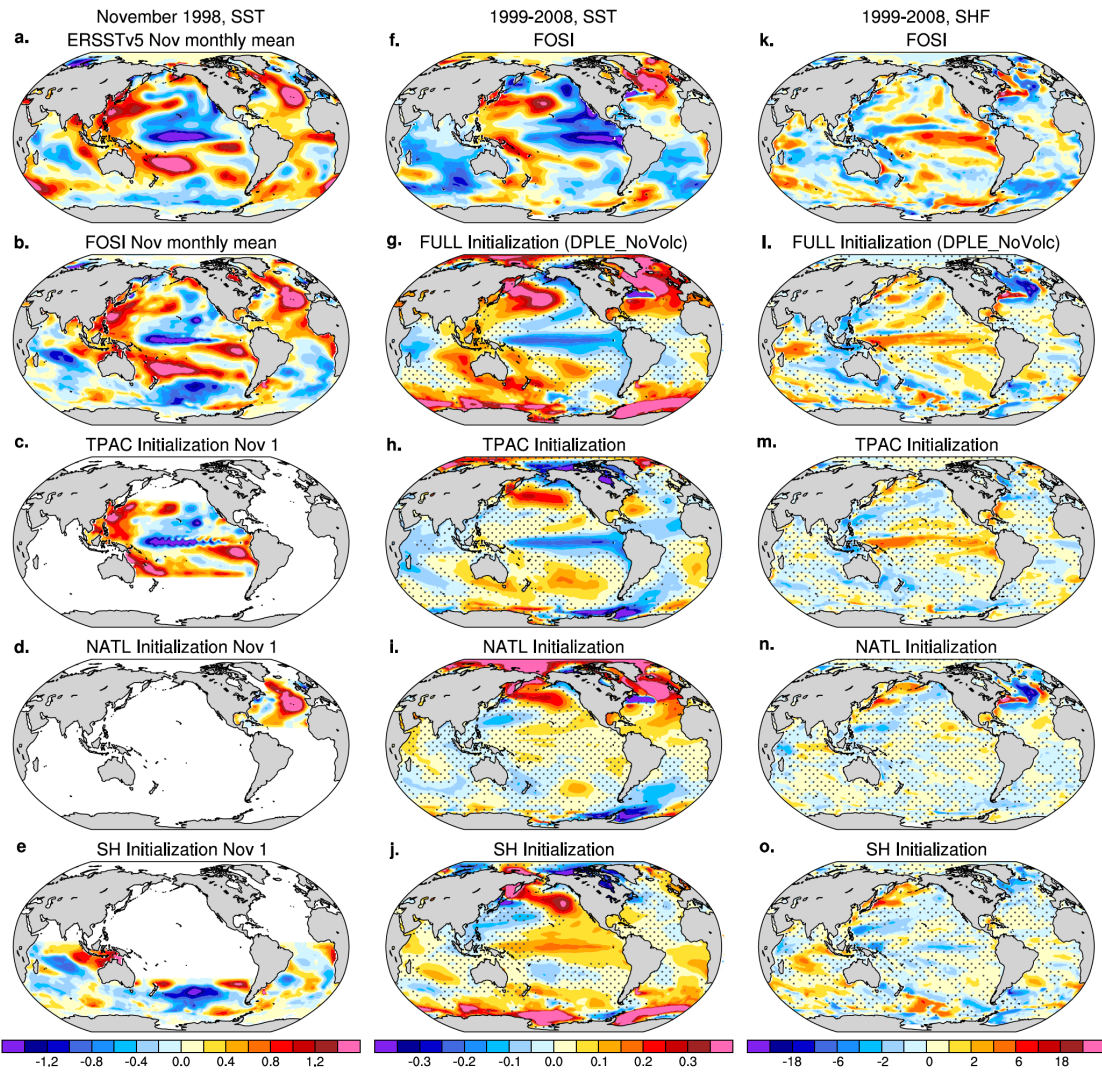 November 1998, SST
1999-2008, SST
1999-2008, SHF
a.
ERSSTv5 Nov monthly mean
f.
FOSI
k.
FOSI
b.
FOSI Nov monthly mean
g.
FULL Initialization (DPLE_NoVolc)
l.
FULL Initialization (DPLE_NoVolc)
c.
TPAC Initialization Nov 1
h.
TPAC Initialization
m.
TPAC Initialization
d.
NATL Initialization Nov 1
i.
NATL Initialization
n.
NATL Initialization
e
SH Initialization Nov 1
j.
SH Initialization
o.
SH Initialization
-1.2 -0.8 -0.4 0.0 0.4 0.8 1.2
-0.3 -0.2 -0.1 0.0 0.1 0.2 0.3
-18 -6 -2 0 2 6 18